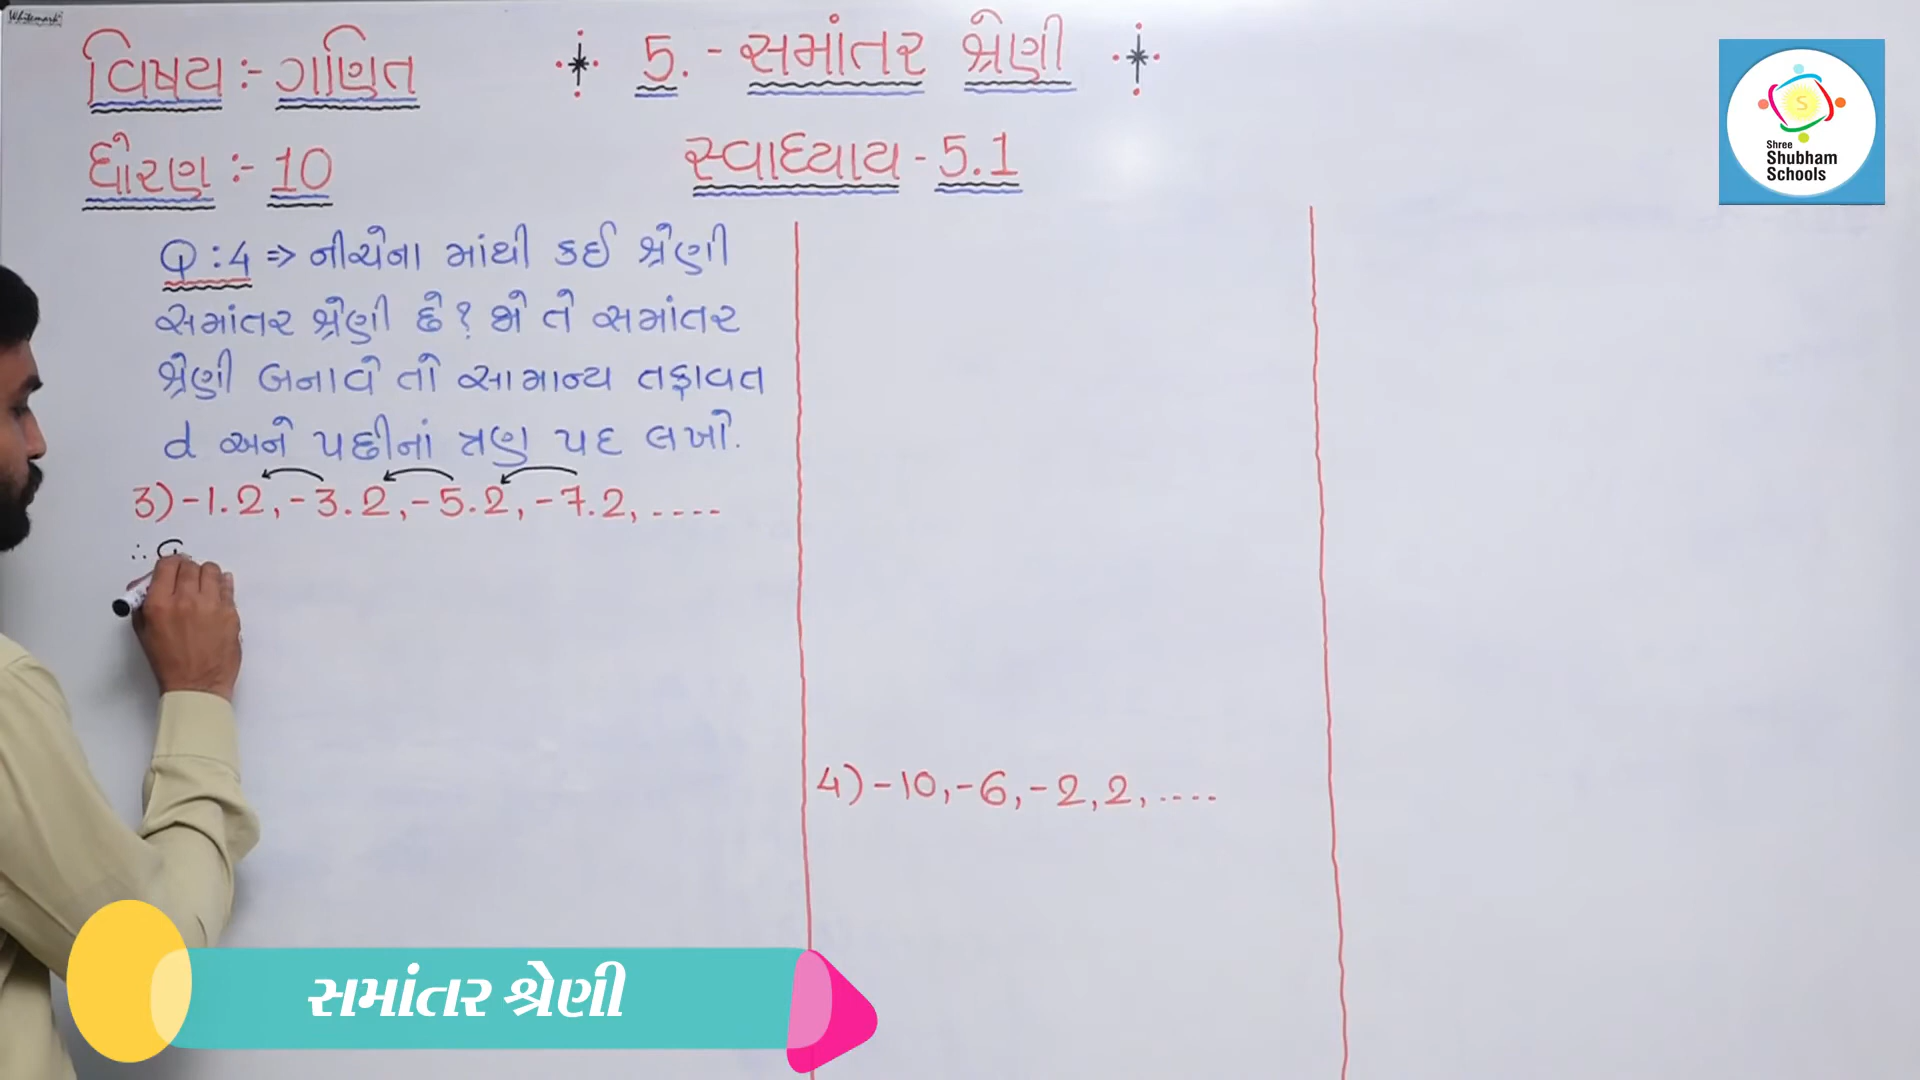 Whitemark
વિષય :- ગણિત
5. - સમાંતર શ્રેણી
ધોરણ :- 10
સ્વાધ્યાય - 5.1
Q : 4 => નીચેના માંથી કઈ શ્રેણી
સમાંતર શ્રેણી છે? જો તે સમાંતર
શ્રેણી બનાવે તો સામાન્ય તફાવત
d અને પછીનાં ત્રણ પદ લખો.
3) -1.2, -3.2, -5.2, -7.2, ....
∴
4) -10, -6, -2, 2, ....
S
Shree
Shubham
Schools
સમાંતર શ્રેણી